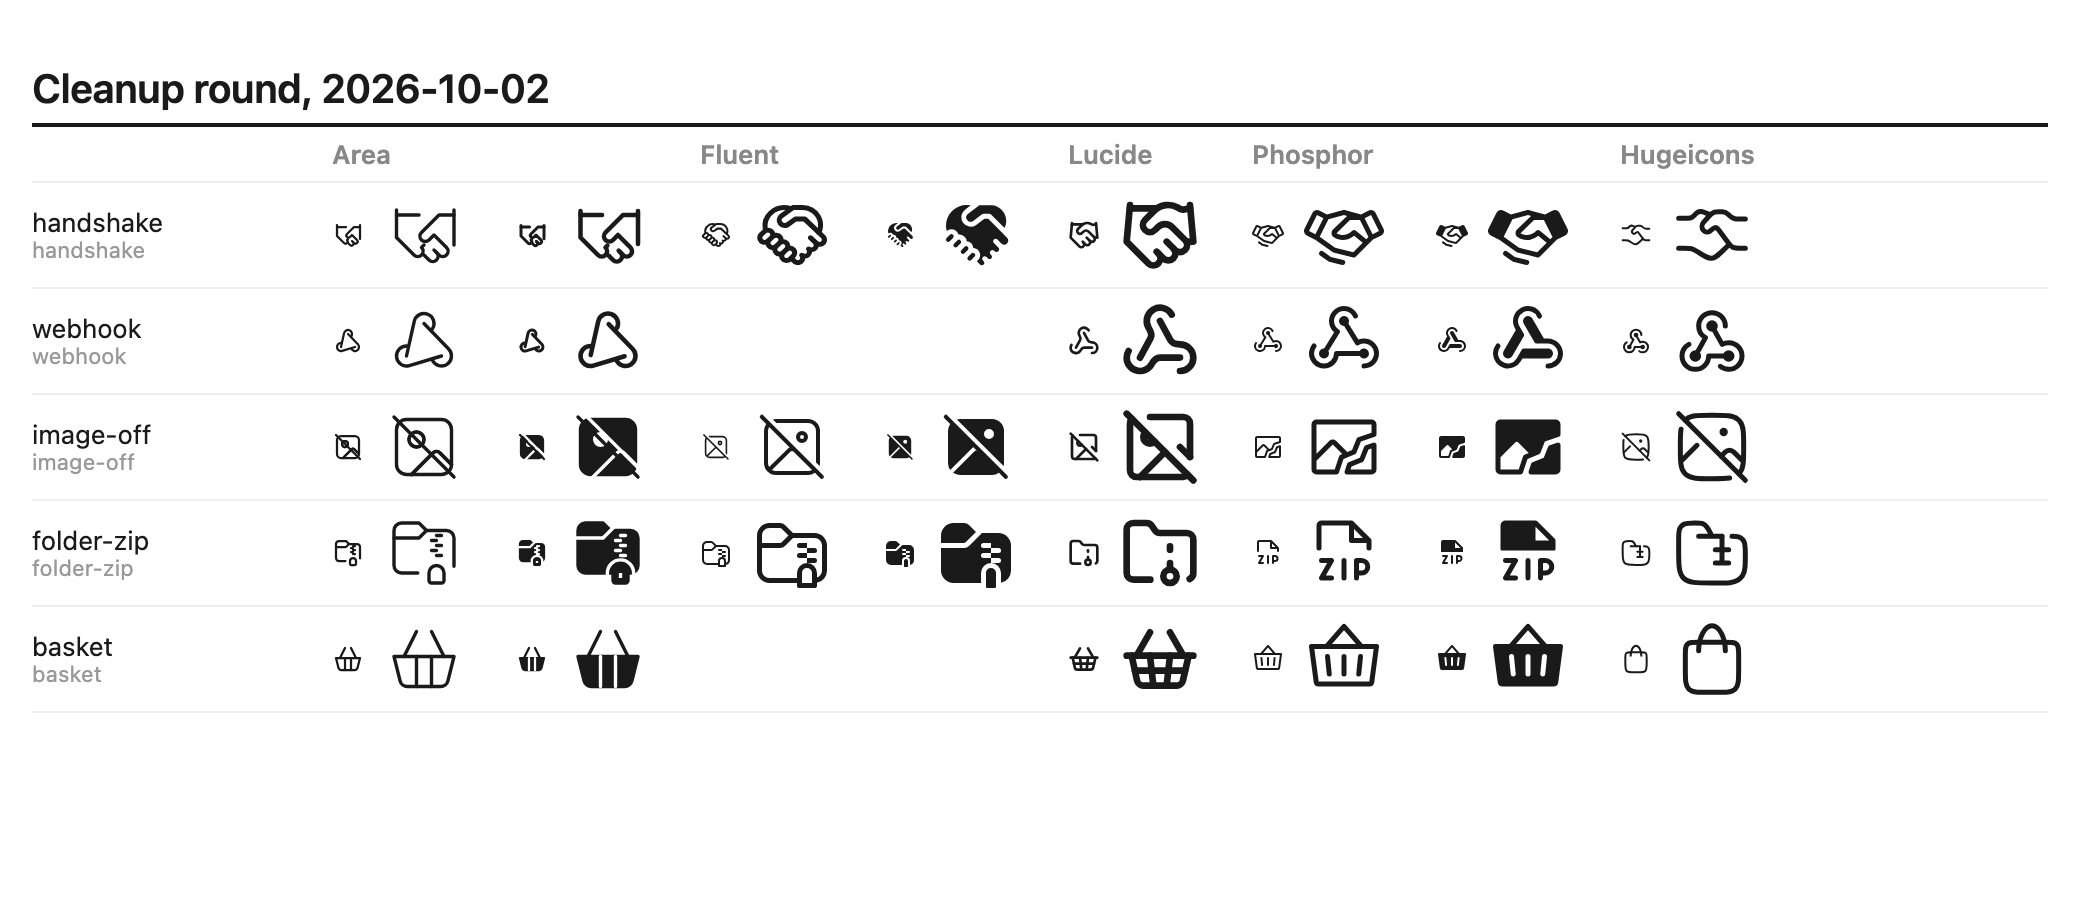 Cleanup round, 2026-10-02
Area Fluent Lucide Phosphor Hugeicons
handshake
handshake
webhook
webhook
image-off
image-off
folder-zip
folder-zip
ZIP ZIP ZIP ZIP
basket
basket